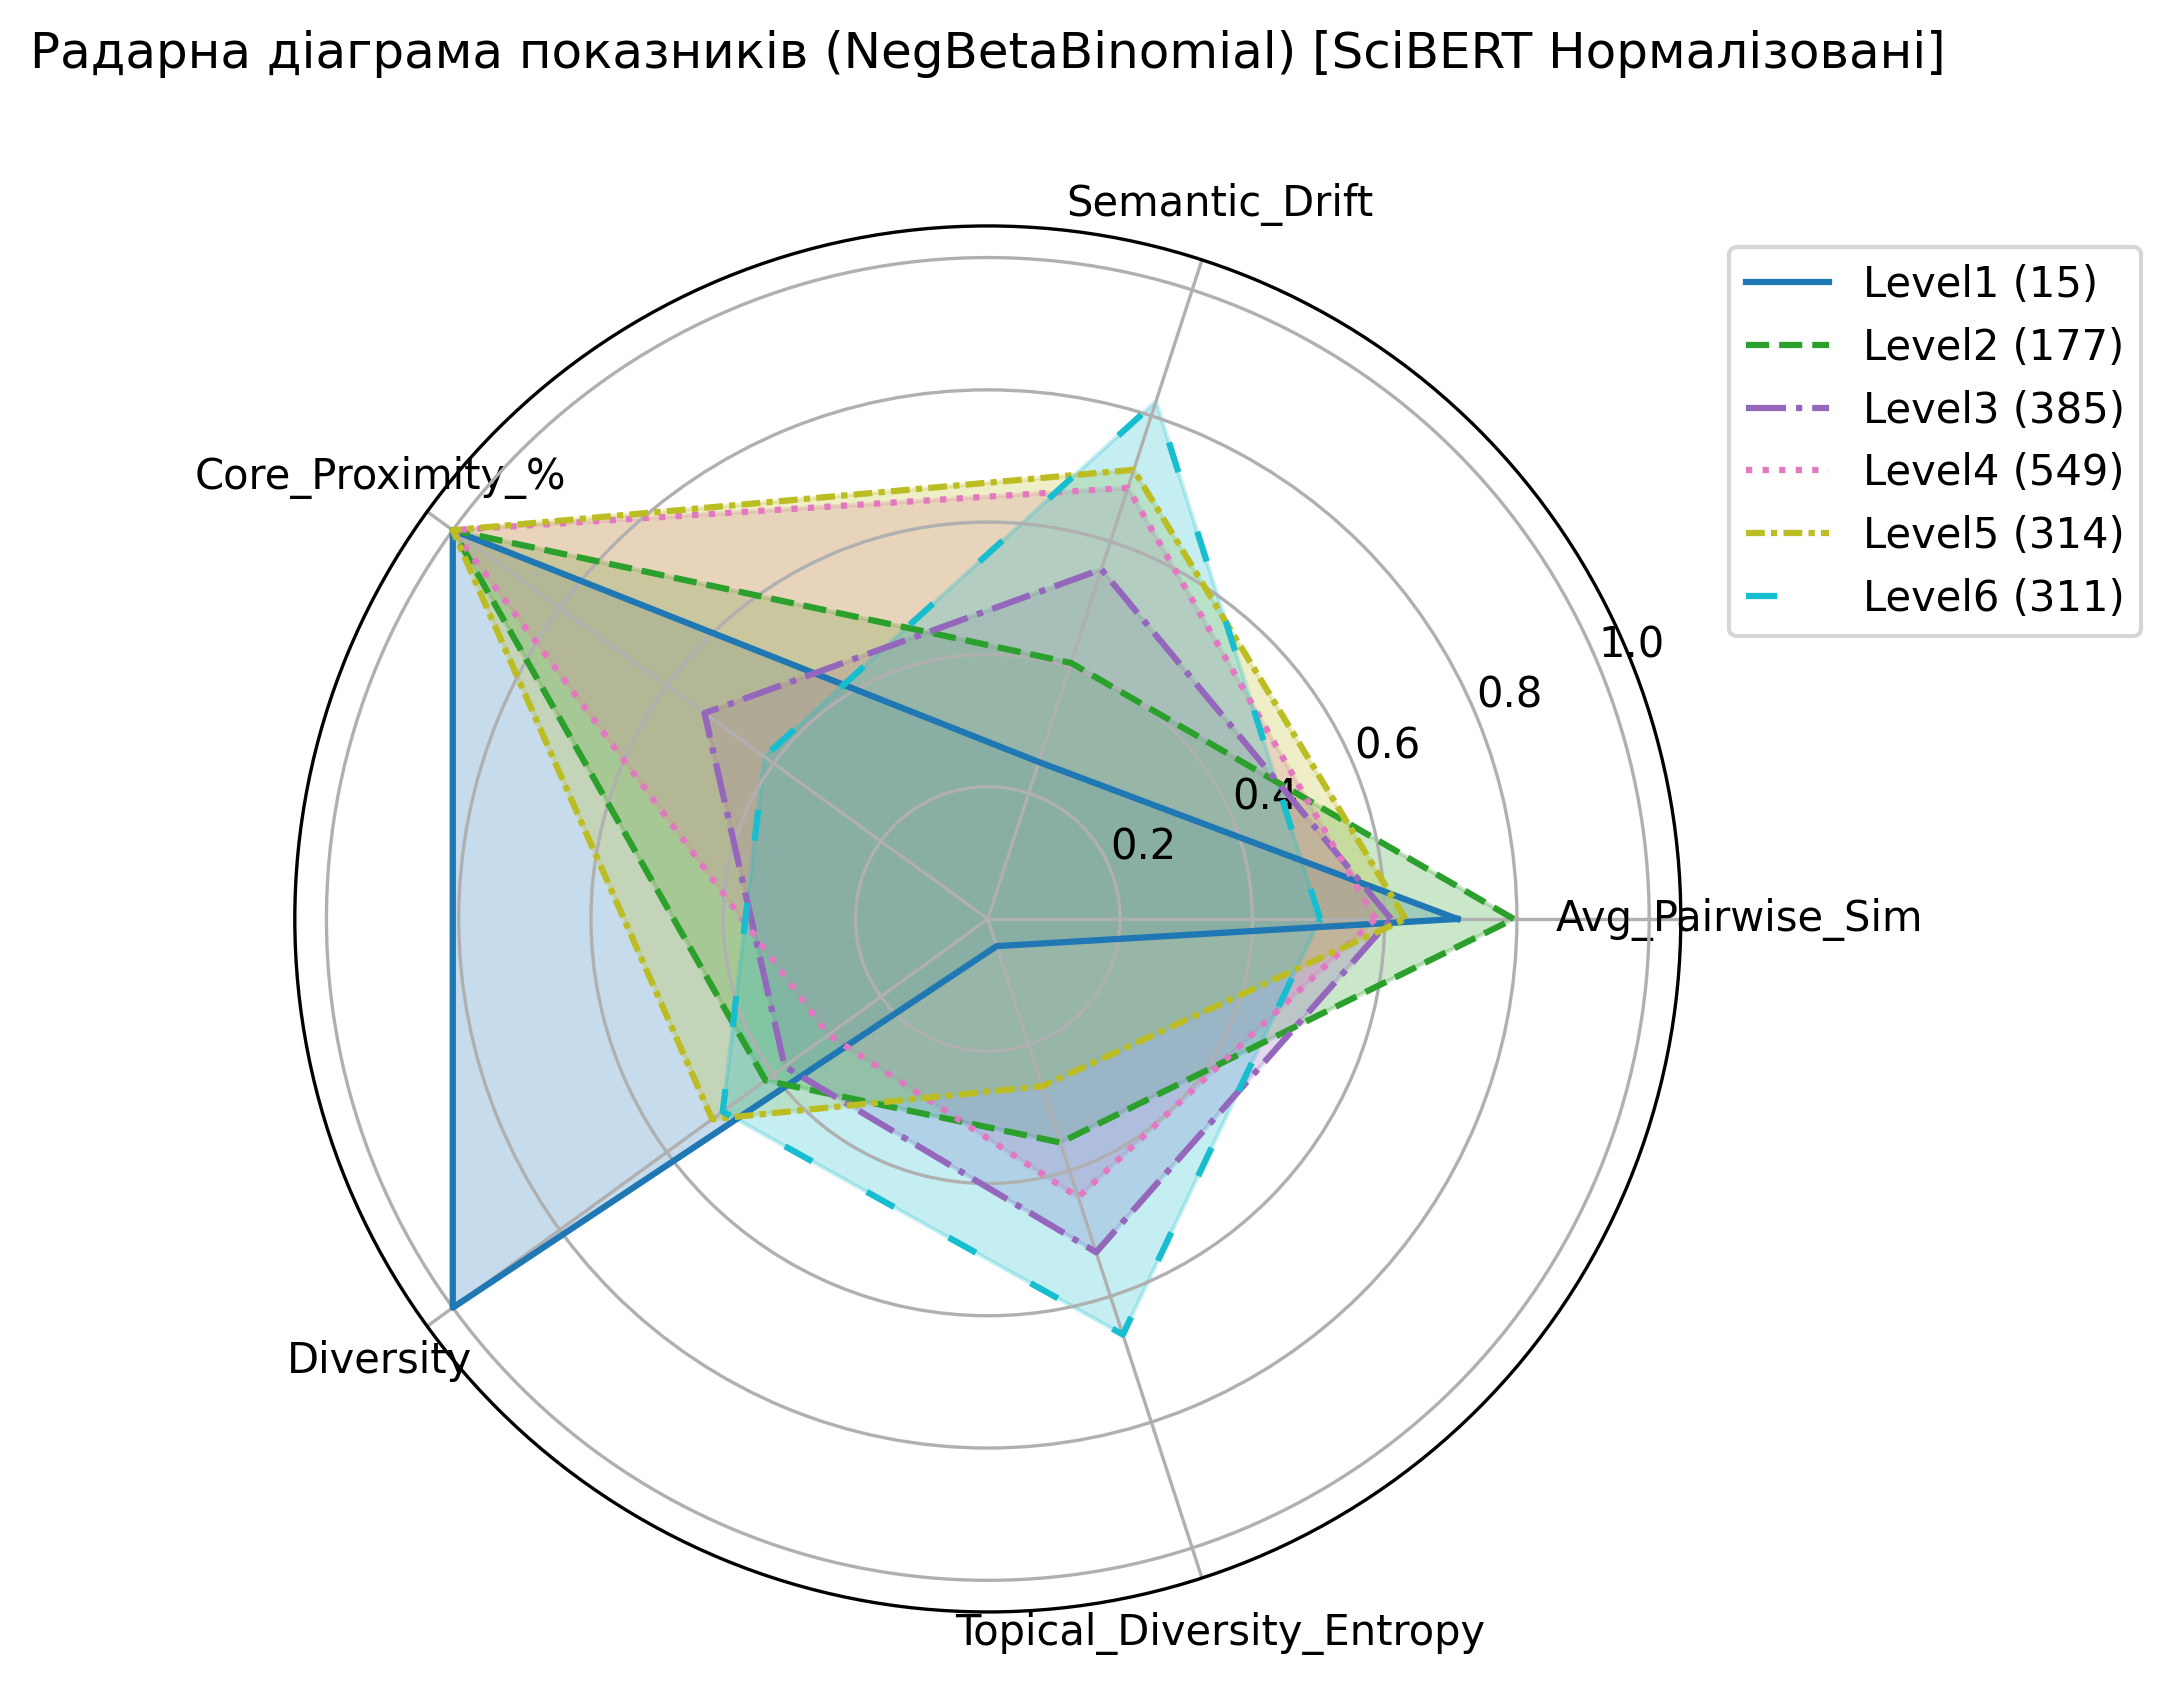 Радарна діаграма показників (NegBetaBinomial) [SciBERT Нормалізовані]
Semantic_Drift
Level1 (15)
Level2 (177)
Level3 (385)
Level4 (549)
Level5 (314)
Level6 (311)
Core_Proximity_%
1.0
0.8
0.6
0.4
0.2
Avg_Pairwise_Sim
Diversity
Topical_Diversity_Entropy